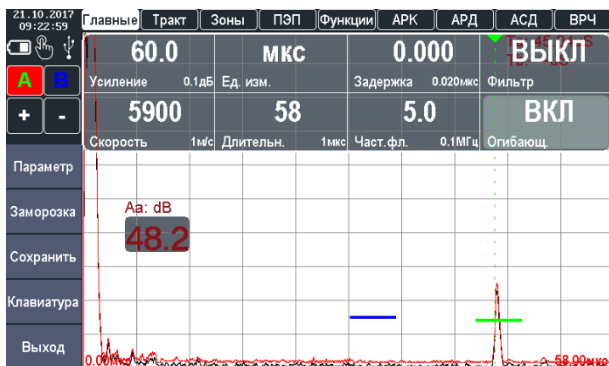 21.10.2017
09:22:59
Главные Тракт Зоны ПЭП Функции АРК АРД АСД ВРЧ
60.0 мкс 0.000 ВЫКЛ
Усиление 0.1дБ Ед. изм. Задержка 0.020мкс Фильтр
A B
5900 58 5.0 ВКЛ
+ -
Скорость 1м/с Длительн. 1мкс Част.фл. 0.1МГц Огибающ.
Параметр
Заморозка
Aa: dB
48.2
Сохранить
Клавиатура
Выход
58.00мкс